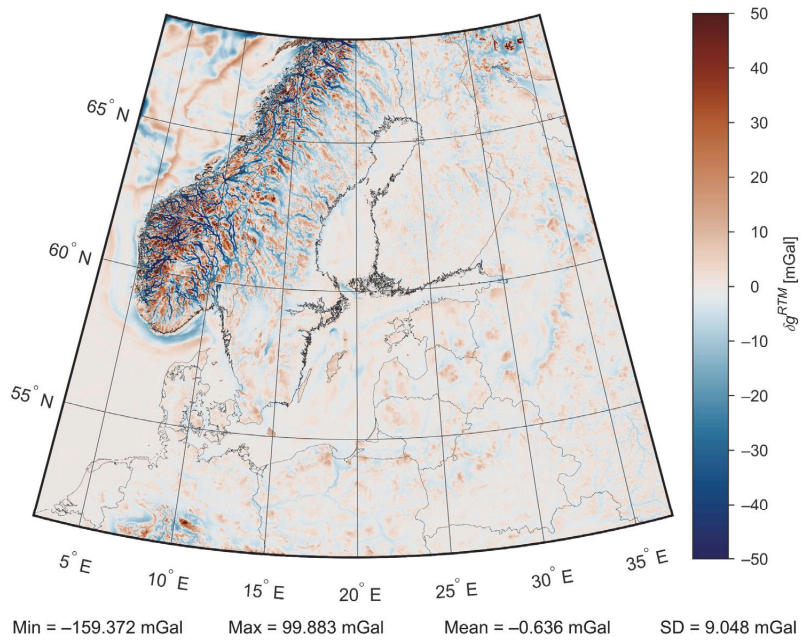 65° N
60° N
55° N
5° E
10° E
15° E
20° E
25° E
30° E
35° E
50
40
30
20
10
0
–10
–20
–30
–40
–50
δg^RTM [mGal]
Min = –159.372 mGal Max = 99.883 mGal Mean = –0.636 mGal SD = 9.048 mGal